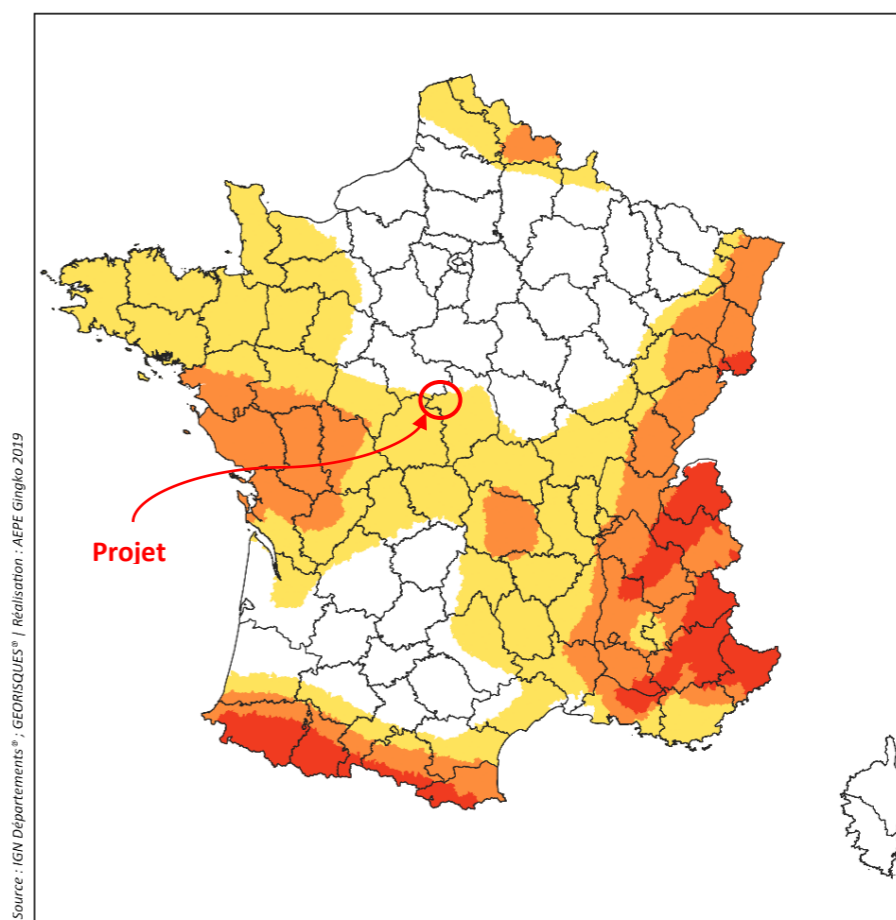 Projet
Source : IGN Départements® ; GEORISQUES® | Réalisation : AEPE Gingko 2019